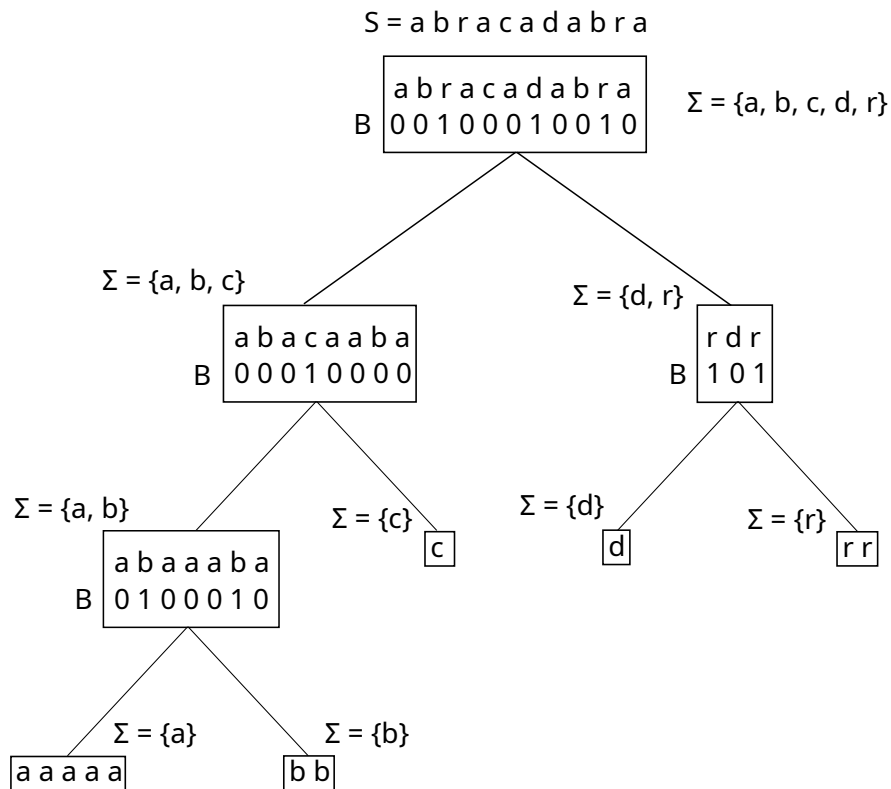 S = a b r a c a d a b r a
a b r a c a d a b r a
Σ = {a, b, c, d, r}
B 0 0 1 0 0 0 1 0 0 1 0
Σ = {a, b, c}
Σ = {d, r}
a b a c a a b a
B 0 0 0 1 0 0 0 0
r d r
B 1 0 1
Σ = {a, b}
Σ = {c}
Σ = {d}
Σ = {r}
a b a a a b a
B 0 1 0 0 0 1 0
c
d
r r
Σ = {a}
Σ = {b}
a a a a a
b b